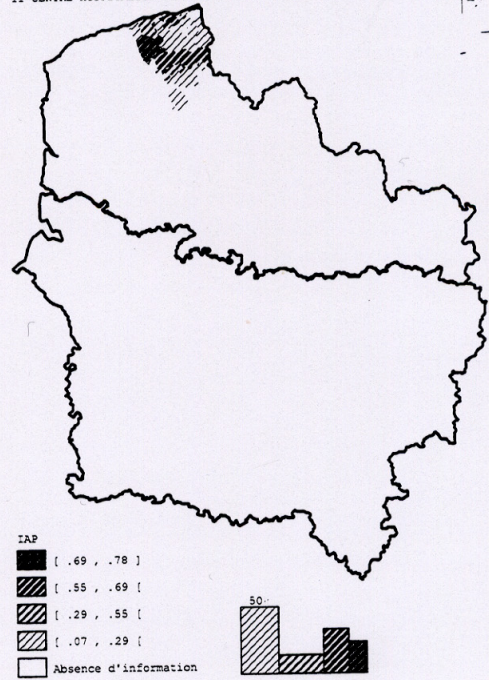 IAP
[ .69 , .78 ]
[ .55 , .69 [
[ .29 , .55 [
[ .07 , .29 [
Absence d'information
50